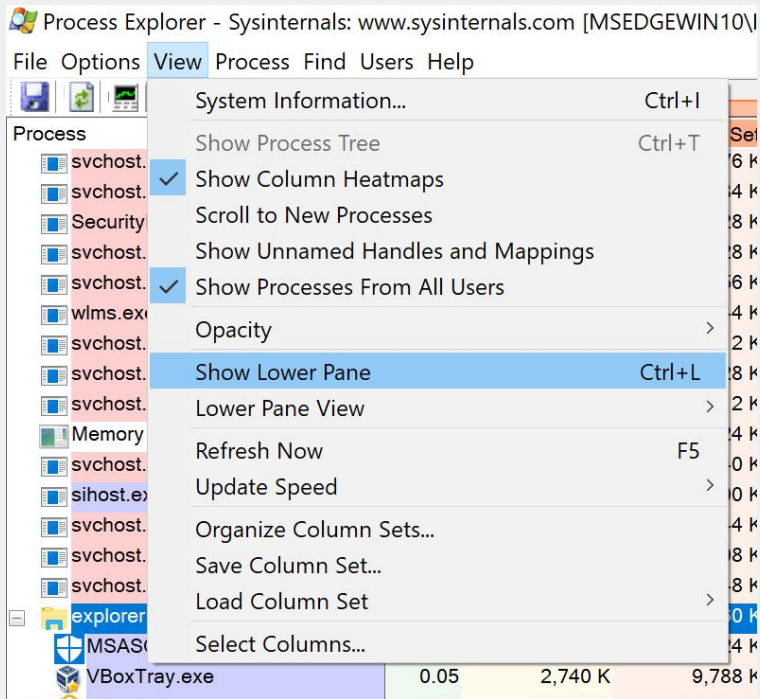 Process Explorer - Sysinternals: www.sysinternals.com [MSEDGEWIN10\
File Options View Process Find Users Help
System Information... Ctrl+I
Process
Show Process Tree Ctrl+T
Show Column Heatmaps
Scroll to New Processes
Show Unnamed Handles and Mappings
Show Processes From All Users
Opacity
Show Lower Pane Ctrl+L
Lower Pane View
Refresh Now F5
Update Speed
Organize Column Sets...
Save Column Set...
Load Column Set
Select Columns...
svchost.
svchost.
Security
svchost.
svchost.
wlms.exe
svchost.
svchost.
svchost.
Memory
svchost.
sihost.ex
svchost.
svchost.
svchost.
explorer
MSASC
VBoxTray.exe 0.05 2,740 K 9,788 K